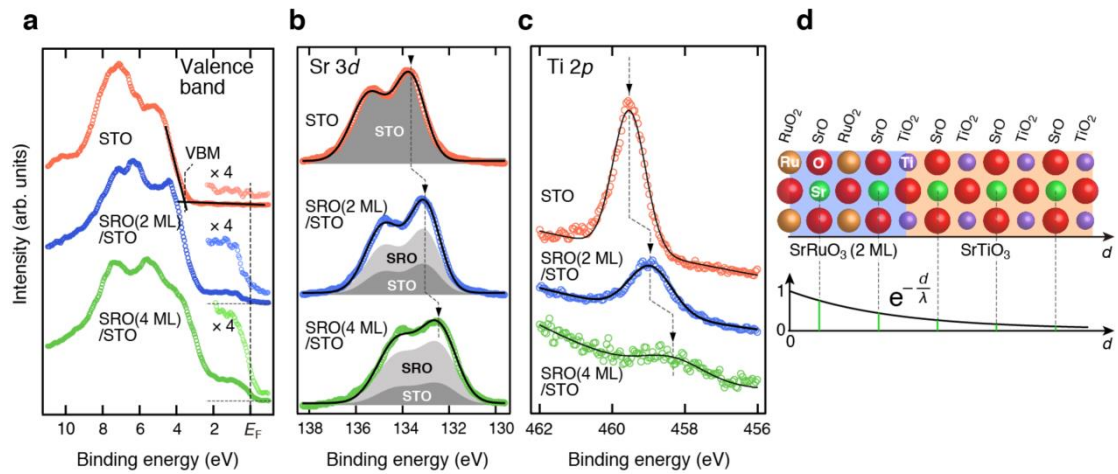 a
Intensity (arb. units)
Valence
band
STO
VBM
× 4
SRO(2 ML)
/STO
× 4
SRO(4 ML)
/STO
× 4
10 8 6 4 2 E_F
Binding energy (eV)
b
Sr 3d
STO
STO
SRO(2 ML)
/STO
SRO
STO
SRO(4 ML)
/STO
SRO
STO
138 136 134 132 130
Binding energy (eV)
c
Ti 2p
STO
SRO(2 ML)
/STO
SRO(4 ML)
/STO
462 460 458 456
Binding energy (eV)
d
RuO₂ SrO RuO₂ SrO TiO₂ SrO TiO₂ SrO TiO₂ SrO TiO₂
Ru O Ti
Sr
SrRuO₃ (2 ML) SrTiO₃ d
1
e^(-d/λ)
0 d